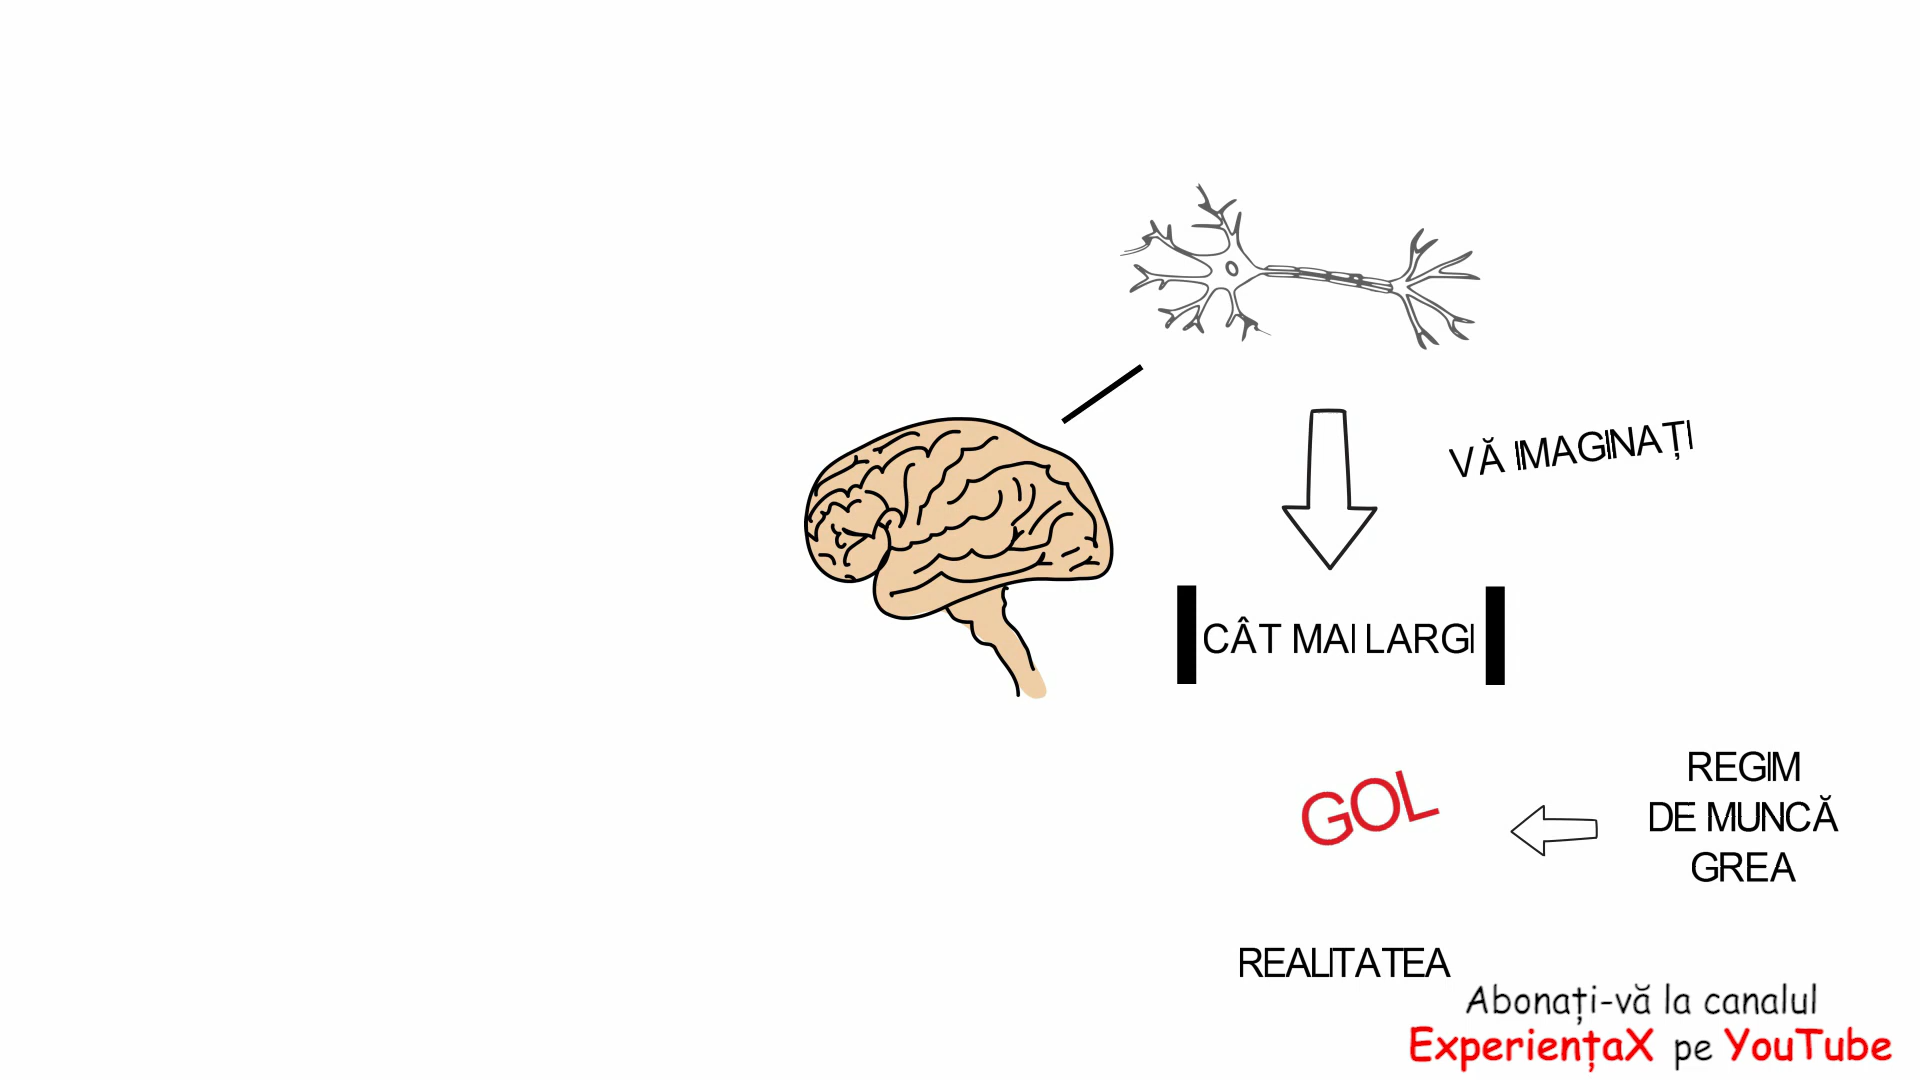 VĂ IMAGINAȚI
CÂT MAI LARGI
GOL
REGIM
DE MUNCĂ
GREA
REALITATEA
Abonați-vă la canalul
ExperiențaX pe YouTube